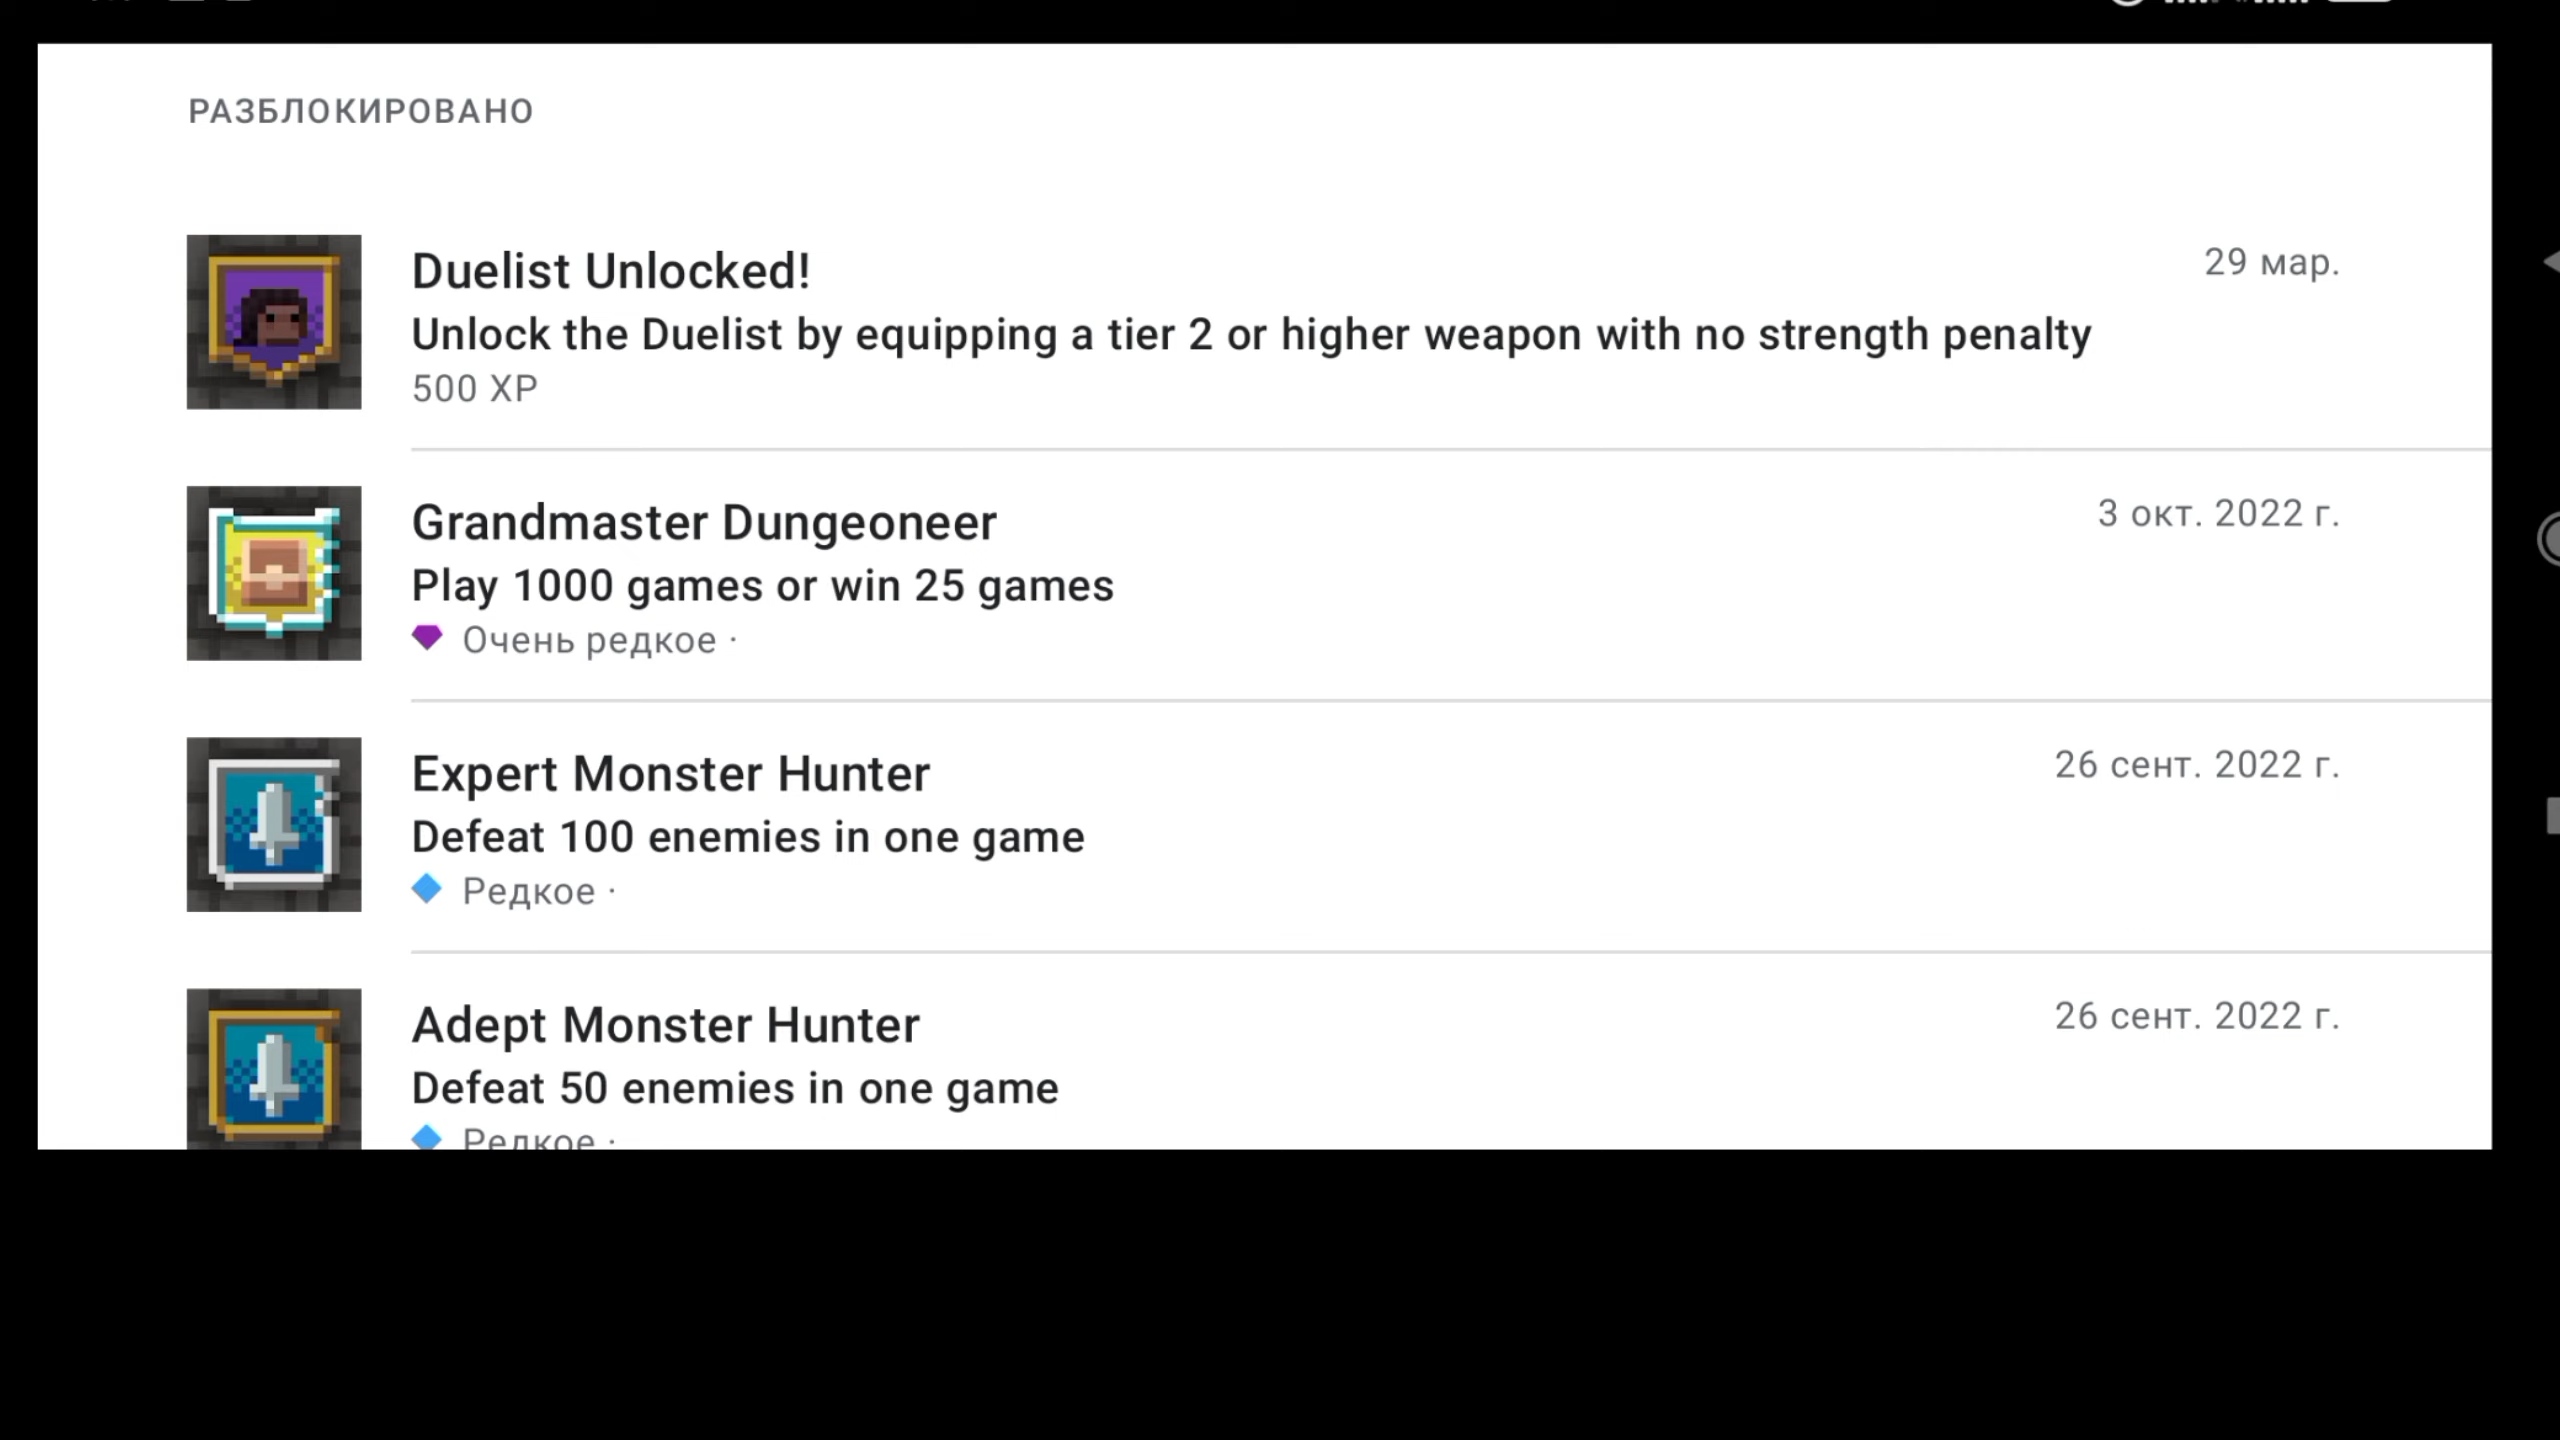 РАЗБЛОКИРОВАНО
Duelist Unlocked!
29 мар.
Unlock the Duelist by equipping a tier 2 or higher weapon with no strength penalty
500 XP
Grandmaster Dungeoneer
3 окт. 2022 г.
Play 1000 games or win 25 games
Очень редкое ·
Expert Monster Hunter
26 сент. 2022 г.
Defeat 100 enemies in one game
Редкое ·
Adept Monster Hunter
26 сент. 2022 г.
Defeat 50 enemies in one game
Редкое ·